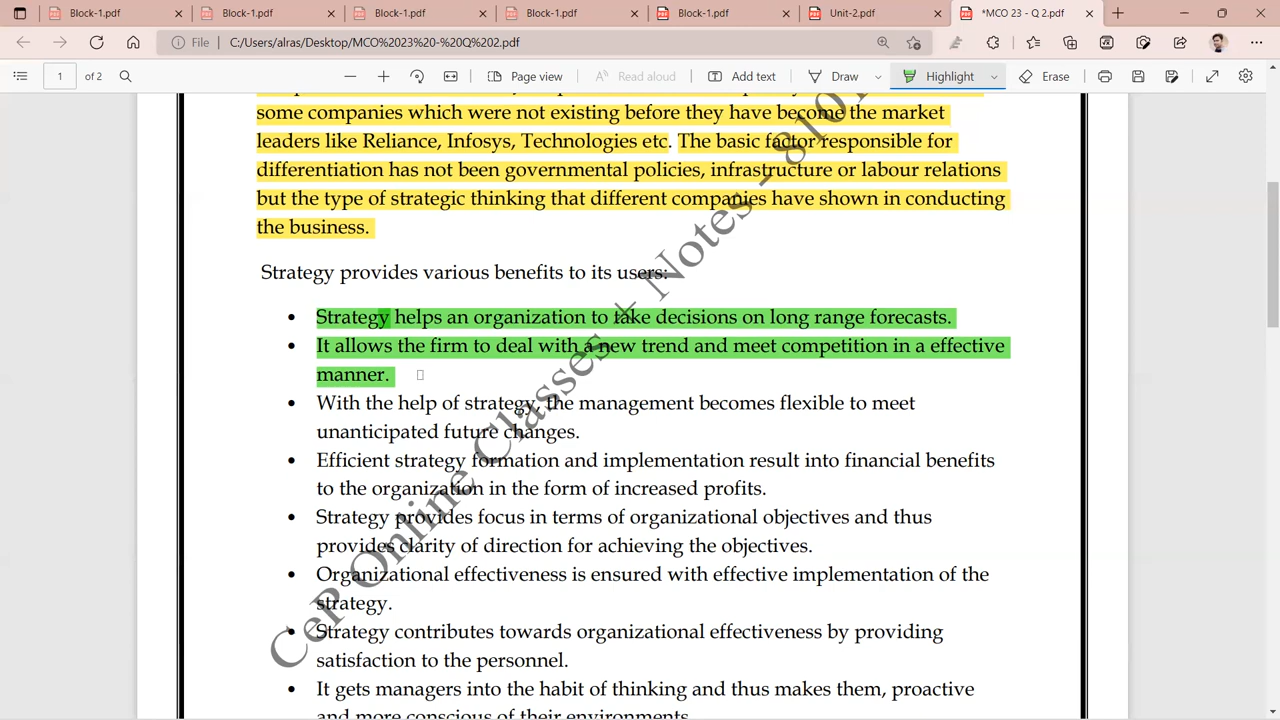 Block-1.pdf
Block-1.pdf
Block-1.pdf
Block-1.pdf
Block-1.pdf
Unit-2.pdf
*MCO 23 - Q 2.pdf
File
C:/Users/alras/Desktop/MCO%2023%20-%20Q%202.pdf
1 of 2
Page view
Read aloud
Add text
Draw
Highlight
Erase
some companies which were not existing before they have become the market
leaders like Reliance, Infosys, Technologies etc. The basic factor responsible for
differentiation has not been governmental policies, infrastructure or labour relations
but the type of strategic thinking that different companies have shown in conducting
the business.
Strategy provides various benefits to its users:
• Strategy helps an organization to take decisions on long range forecasts.
• It allows the firm to deal with a new trend and meet competition in a effective
manner.
• With the help of strategy, the management becomes flexible to meet
unanticipated future changes.
• Efficient strategy formation and implementation result into financial benefits
to the organization in the form of increased profits.
• Strategy provides focus in terms of organizational objectives and thus
provides clarity of direction for achieving the objectives.
• Organizational effectiveness is ensured with effective implementation of the
strategy.
• Strategy contributes towards organizational effectiveness by providing
satisfaction to the personnel.
• It gets managers into the habit of thinking and thus makes them, proactive
and more conscious of their environments.
CeP Online Classes + Notes -